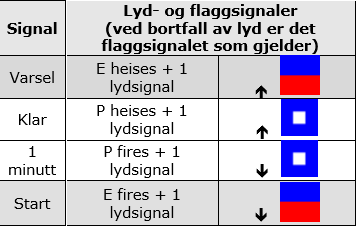 Signal
Lyd- og flaggsignaler
(ved bortfall av lyd er det
flaggsignalet som gjelder)
Varsel
E heises + 1
lydsignal
Klar
P heises + 1
lydsignal
1
minutt
P fires + 1
lydsignal
Start
E fires + 1
lydsignal